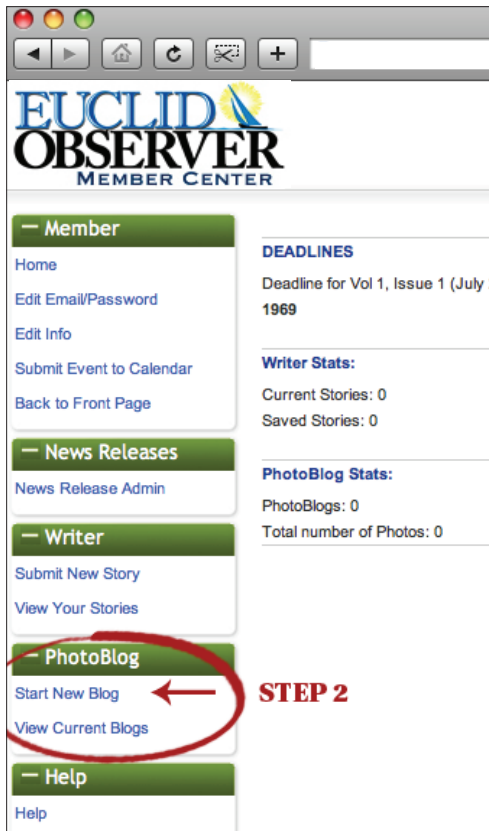 EUCLID
OBSERVER
MEMBER CENTER
— Member
Home
Edit Email/Password
Edit Info
Submit Event to Calendar
Back to Front Page
— News Releases
News Release Admin
— Writer
Submit New Story
View Your Stories
— PhotoBlog
Start New Blog
STEP 2
View Current Blogs
— Help
Help
DEADLINES
Deadline for Vol 1, Issue 1 (July
1969
Writer Stats:
Current Stories: 0
Saved Stories: 0
PhotoBlog Stats:
PhotoBlogs: 0
Total number of Photos: 0